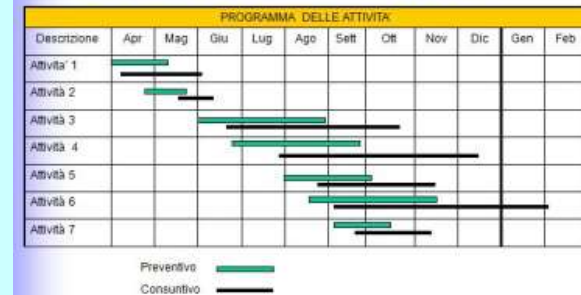 PROGRAMMA DELLE ATTIVITA'
Descrizione Apr Mag Giu Lug Ago Sett Ott Nov Dic Gen Feb
Attivita' 1
Attività 2
Attività 3
Attività 4
Attività 5
Attività 6
Attività 7
Preventivo
Consuntivo